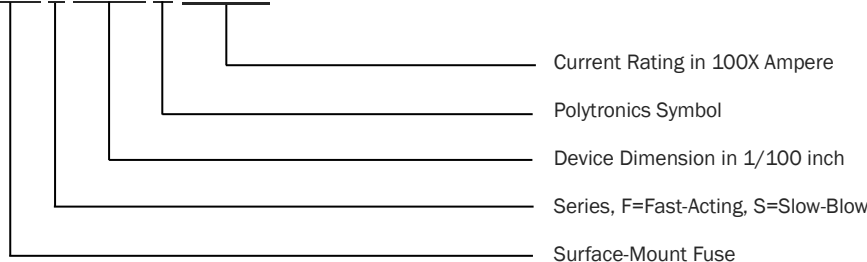 Current Rating in 100X Ampere
Polytronics Symbol
Device Dimension in 1/100 inch
Series, F=Fast-Acting, S=Slow-Blow
Surface-Mount Fuse